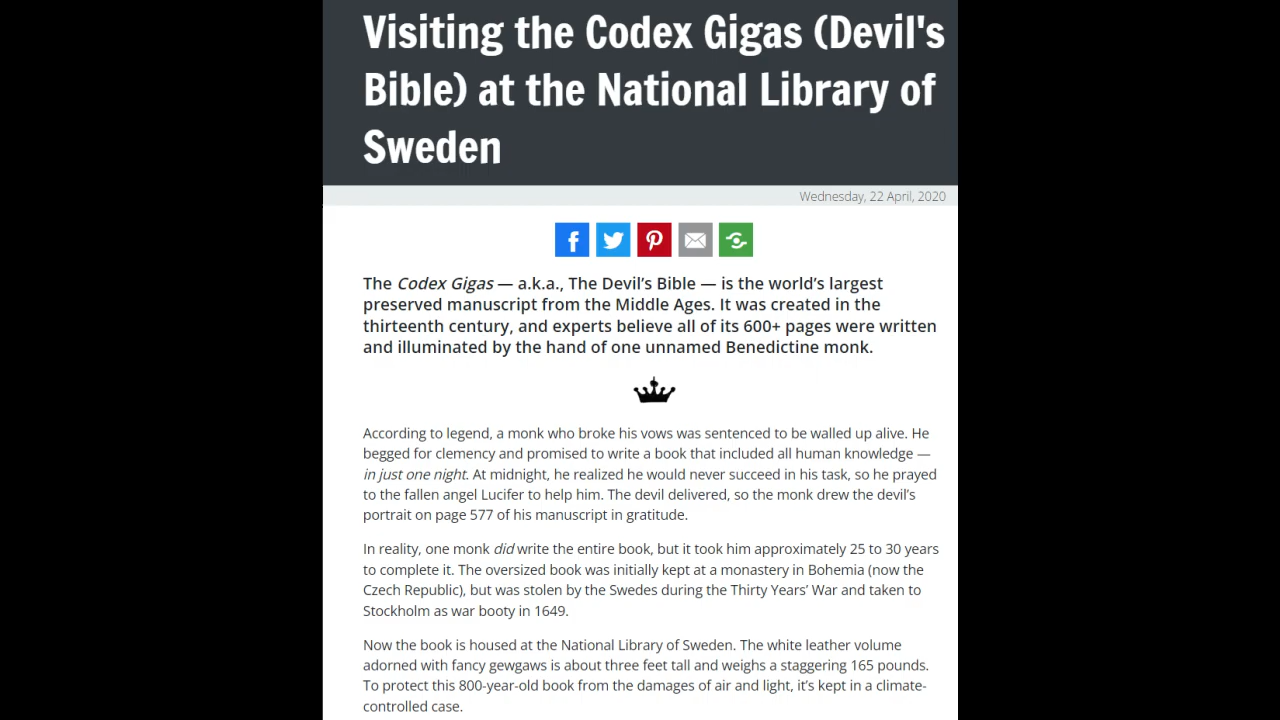 Visiting the Codex Gigas (Devil's
Bible) at the National Library of
Sweden
Wednesday, 22 April, 2020
The Codex Gigas — a.k.a., The Devil’s Bible — is the world’s largest
preserved manuscript from the Middle Ages. It was created in the
thirteenth century, and experts believe all of its 600+ pages were written
and illuminated by the hand of one unnamed Benedictine monk.
According to legend, a monk who broke his vows was sentenced to be walled up alive. He
begged for clemency and promised to write a book that included all human knowledge —
in just one night. At midnight, he realized he would never succeed in his task, so he prayed
to the fallen angel Lucifer to help him. The devil delivered, so the monk drew the devil’s
portrait on page 577 of his manuscript in gratitude.
In reality, one monk did write the entire book, but it took him approximately 25 to 30 years
to complete it. The oversized book was initially kept at a monastery in Bohemia (now the
Czech Republic), but was stolen by the Swedes during the Thirty Years’ War and taken to
Stockholm as war booty in 1649.
Now the book is housed at the National Library of Sweden. The white leather volume
adorned with fancy gewgaws is about three feet tall and weighs a staggering 165 pounds.
To protect this 800-year-old book from the damages of air and light, it’s kept in a climate-
controlled case.